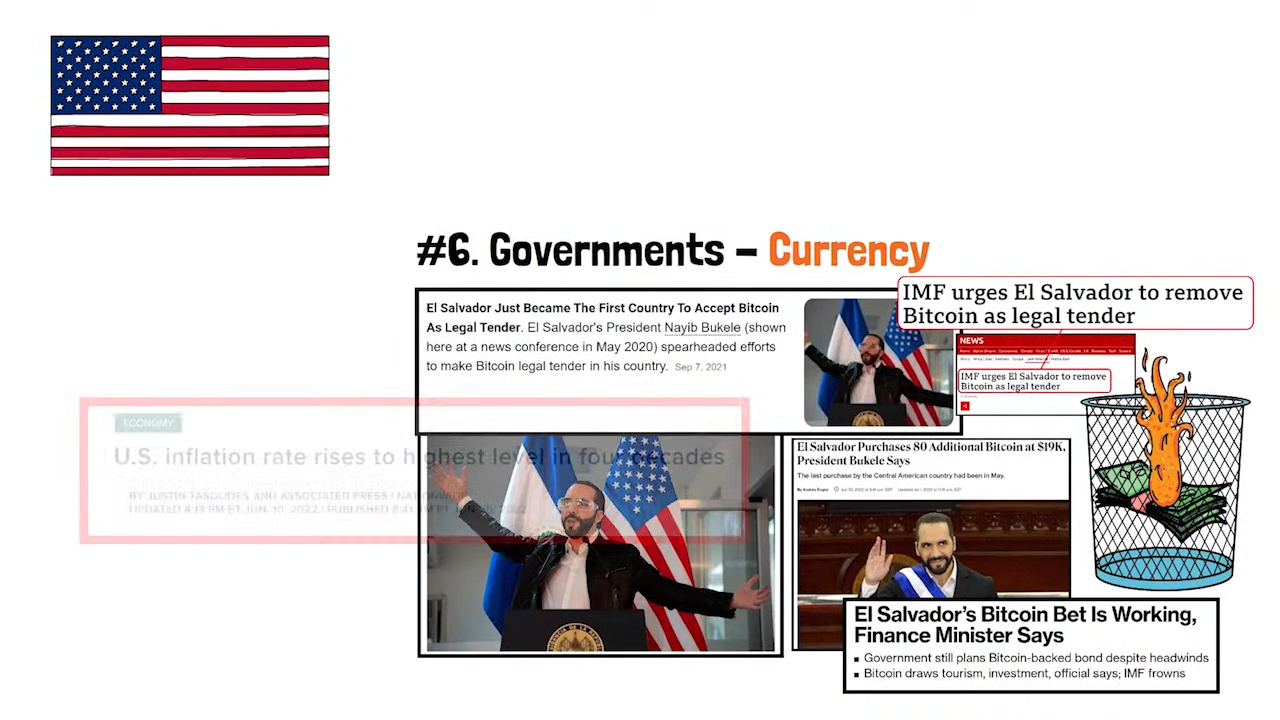 #6. Governments – Currency
El Salvador Just Became The First Country To Accept Bitcoin
As Legal Tender. El Salvador's President Nayib Bukele (shown
here at a news conference in May 2020) spearheaded efforts
to make Bitcoin legal tender in his country. Sep 7, 2021
IMF urges El Salvador to remove
Bitcoin as legal tender
NEWS
IMF urges El Salvador to remove
Bitcoin as legal tender
ECONOMY
U.S. inflation rate rises to highest level in four decades
El Salvador Purchases 80 Additional Bitcoin at $19K,
President Bukele Says
The last purchase by the Central American country had been in May.
El Salvador's Bitcoin Bet Is Working,
Finance Minister Says
Government still plans Bitcoin-backed bond despite headwinds
Bitcoin draws tourism, investment, official says; IMF frowns